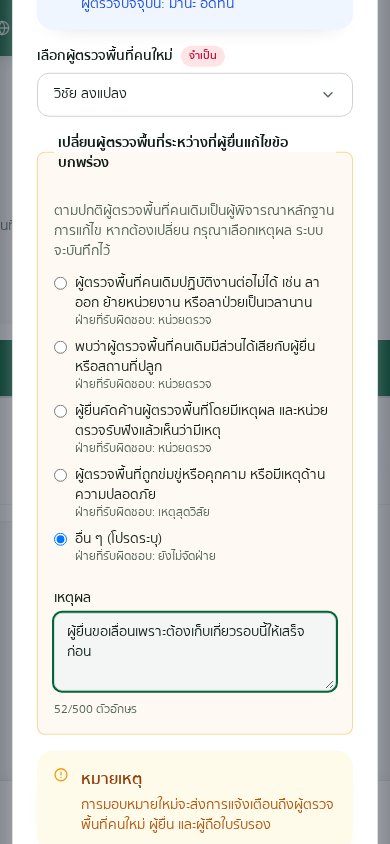 ผู้ตรวจปัจจุบัน: มานะ อดทน
เลือกผู้ตรวจพื้นที่คนใหม่ จำเป็น
วิชัย ลงแปลง
เปลี่ยนผู้ตรวจพื้นที่ระหว่างที่ผู้ยื่นแก้ไขข้อ
บกพร่อง
ตามปกติผู้ตรวจพื้นที่คนเดิมเป็นผู้พิจารณาหลักฐาน
การแก้ไข หากต้องเปลี่ยน กรุณาเลือกเหตุผล ระบบ
จะบันทึกไว้
ผู้ตรวจพื้นที่คนเดิมปฏิบัติงานต่อไม่ได้ เช่น ลา
ออก ย้ายหน่วยงาน หรือลาป่วยเป็นเวลานาน
ฝ่ายที่รับผิดชอบ: หน่วยตรวจ
พบว่าผู้ตรวจพื้นที่คนเดิมมีส่วนได้เสียกับผู้ยื่น
หรือสถานที่ปลูก
ฝ่ายที่รับผิดชอบ: หน่วยตรวจ
ผู้ยื่นคัดค้านผู้ตรวจพื้นที่โดยมีเหตุผล และหน่วย
ตรวจรับฟังแล้วเห็นว่ามีเหตุ
ฝ่ายที่รับผิดชอบ: หน่วยตรวจ
ผู้ตรวจพื้นที่ถูกข่มขู่หรือคุกคาม หรือมีเหตุด้าน
ความปลอดภัย
ฝ่ายที่รับผิดชอบ: เหตุสุดวิสัย
อื่น ๆ (โปรดระบุ)
ฝ่ายที่รับผิดชอบ: ยังไม่จัดฝ่าย
เหตุผล
ผู้ยื่นขอเลื่อนเพราะต้องเก็บเกี่ยวรอบนี้ให้เสร็จ
ก่อน
52/500 ตัวอักษร
หมายเหตุ
การมอบหมายใหม่จะส่งการแจ้งเตือนถึงผู้ตรวจ
พื้นที่คนใหม่ ผู้ยื่น และผู้ถือใบรับรอง